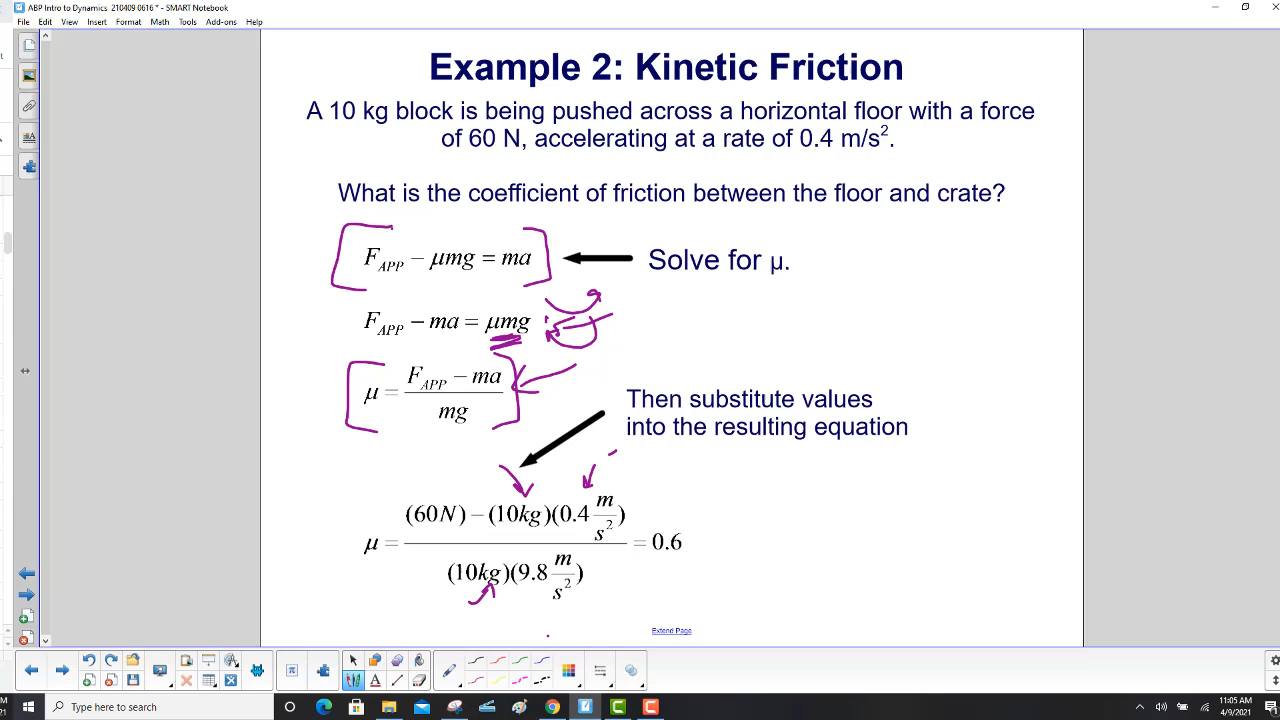 ABP Intro to Dynamics 210409 0616 * - SMART Notebook
File Edit View Insert Format Math Tools Add-ons Help
Example 2: Kinetic Friction
A 10 kg block is being pushed across a horizontal floor with a force
of 60 N, accelerating at a rate of 0.4 m/s².
What is the coefficient of friction between the floor and crate?
F_APP − μmg = ma
Solve for μ.
F_APP − ma = μmg
μ = (F_APP − ma) / mg
Then substitute values
into the resulting equation
μ = ((60N) − (10kg)(0.4 m/s²)) / ((10kg)(9.8 m/s²)) = 0.6
Extend Page
Type here to search
11:05 AM
4/9/2021